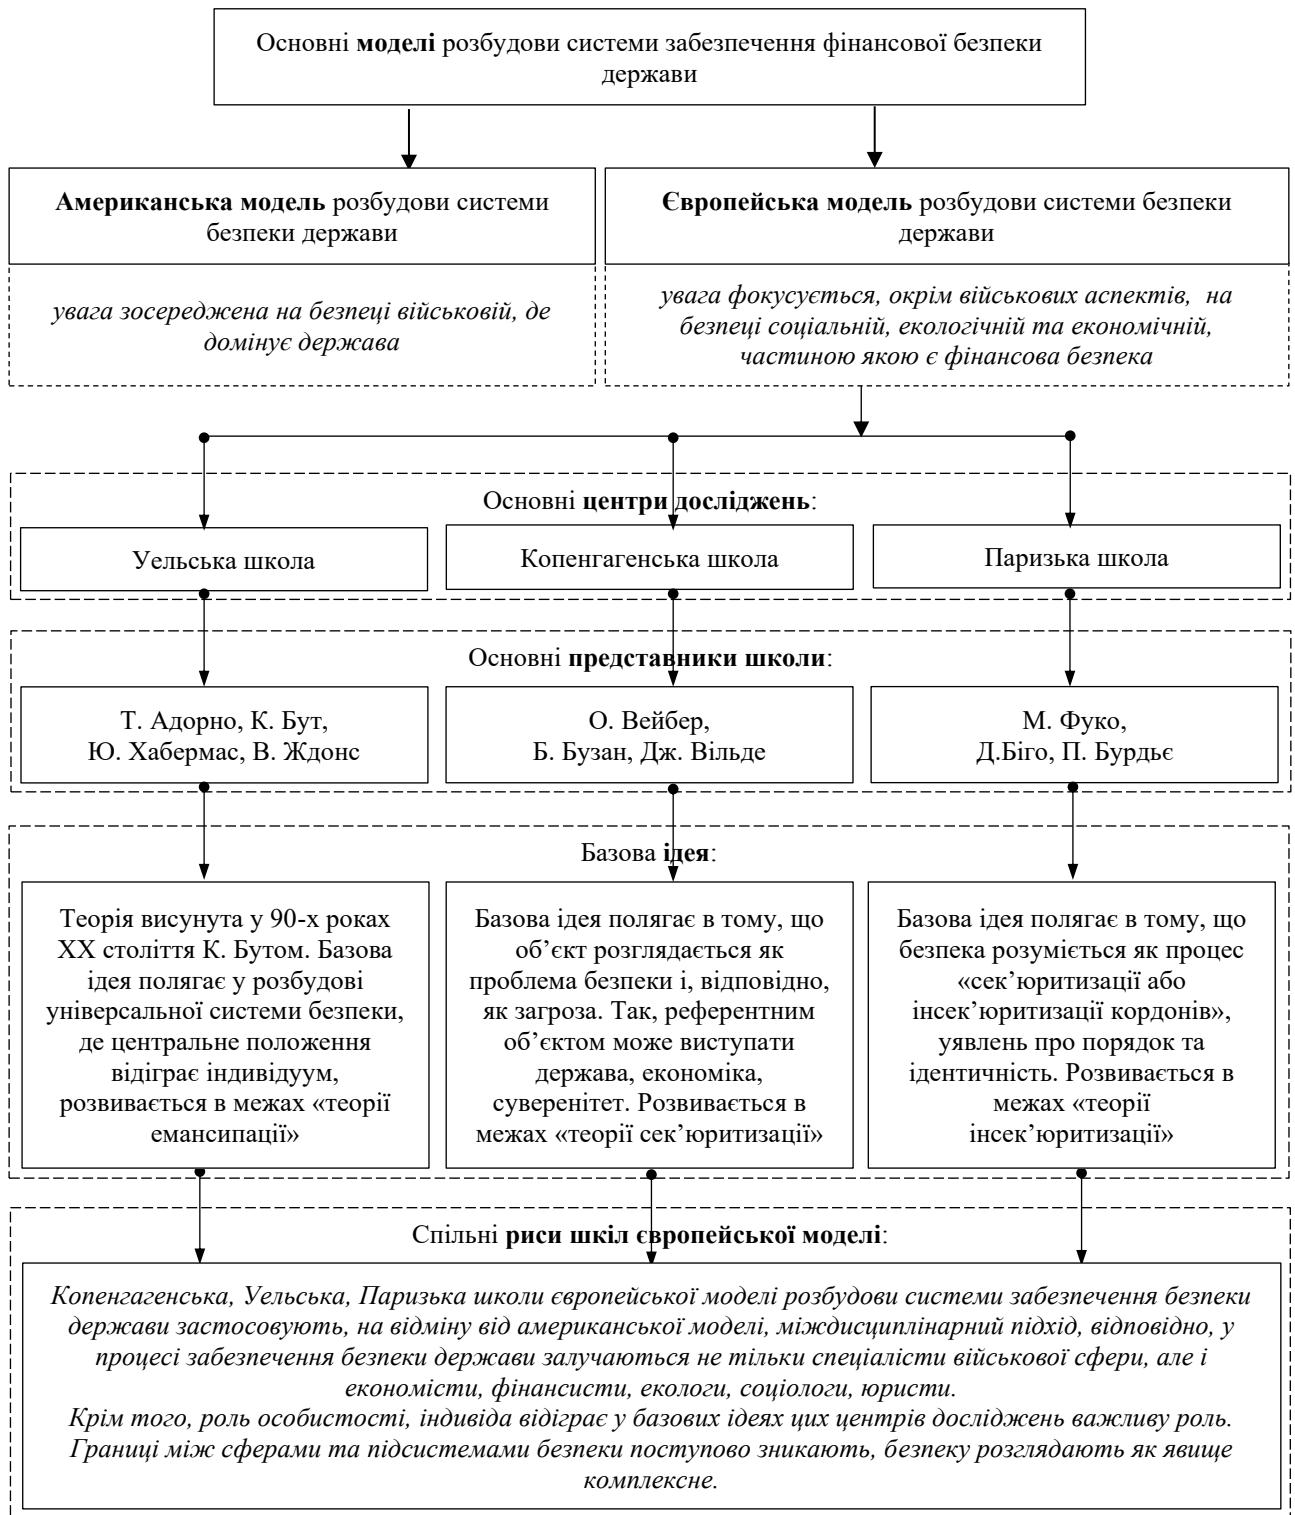 Основні моделі розбудови системи забезпечення фінансової безпеки
держави
Американська модель розбудови системи
безпеки держави
Європейська модель розбудови системи безпеки
держави
увага зосереджена на безпеці військовій, де
домінує держава
увага фокусується, окрім військових аспектів, на
безпеці соціальній, екологічній та економічній,
частиною якою є фінансова безпека
Основні центри досліджень:
Уельська школа
Копенгагенська школа
Паризька школа
Основні представники школи:
Т. Адорно, К. Бут,
Ю. Хабермас, В. Ждонс
О. Вейбер,
Б. Бузан, Дж. Вільде
М. Фуко,
Д.Біго, П. Бурдьє
Базова ідея:
Теорія висунута у 90-х роках
ХХ століття К. Бутом. Базова
ідея полягає у розбудові
універсальної системи безпеки,
де центральне положення
відіграє індивідуум,
розвивається в межах «теорії
емансипації»
Базова ідея полягає в тому, що
об’єкт розглядається як
проблема безпеки і, відповідно,
як загроза. Так, референтним
об’єктом може виступати
держава, економіка,
суверенітет. Розвивається в
межах «теорії сек’юритизації»
Базова ідея полягає в тому, що
безпека розуміється як процес
«сек’юритизації або
інсек’юритизації кордонів»,
уявлень про порядок та
ідентичність. Розвивається в
межах «теорії
інсек’юритизації»
Спільні риси шкіл європейської моделі:
Копенгагенська, Уельська, Паризька школи європейської моделі розбудови системи забезпечення безпеки
держави застосовують, на відміну від американської моделі, міждисциплінарний підхід, відповідно, у
процесі забезпечення безпеки держави залучаються не тільки спеціалісти військової сфери, але і
економісти, фінансисти, екологи, соціологи, юристи.
Крім того, роль особистості, індивіда відіграє у базових ідеях цих центрів досліджень важливу роль.
Границі між сферами та підсистемами безпеки поступово зникають, безпеку розглядають як явище
комплексне.